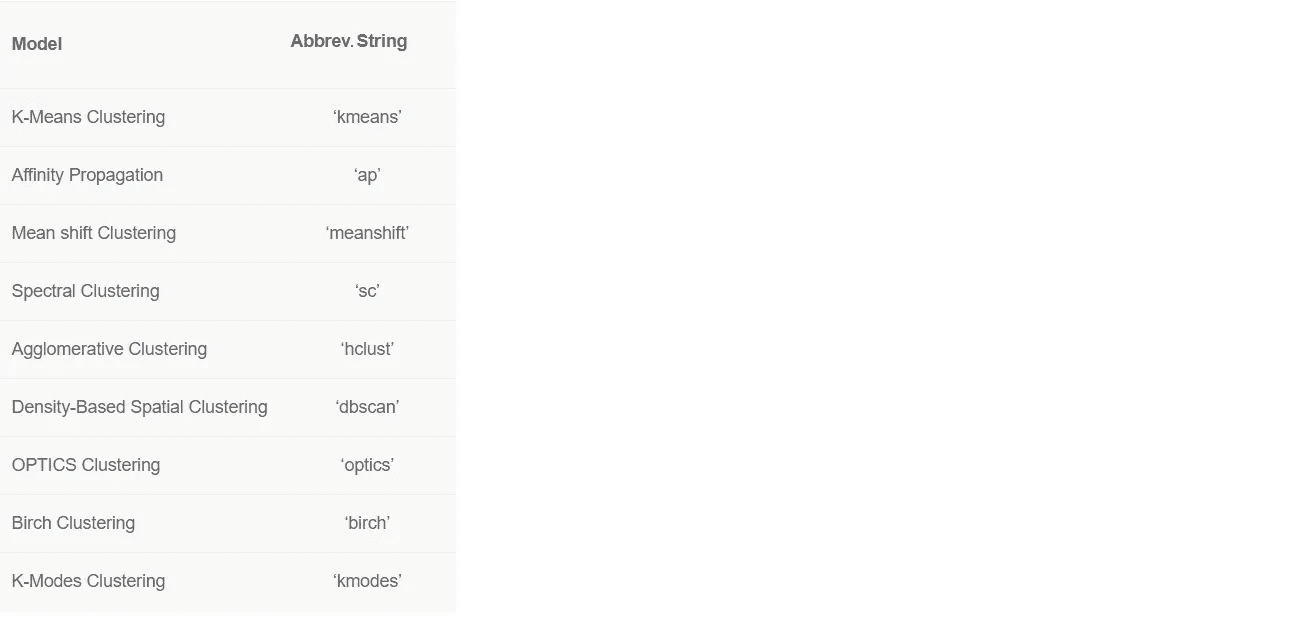 Model Abbrev. String
K-Means Clustering ‘kmeans’
Affinity Propagation ‘ap’
Mean shift Clustering ‘meanshift’
Spectral Clustering ‘sc’
Agglomerative Clustering ‘hclust’
Density-Based Spatial Clustering ‘dbscan’
OPTICS Clustering ‘optics’
Birch Clustering ‘birch’
K-Modes Clustering ‘kmodes’